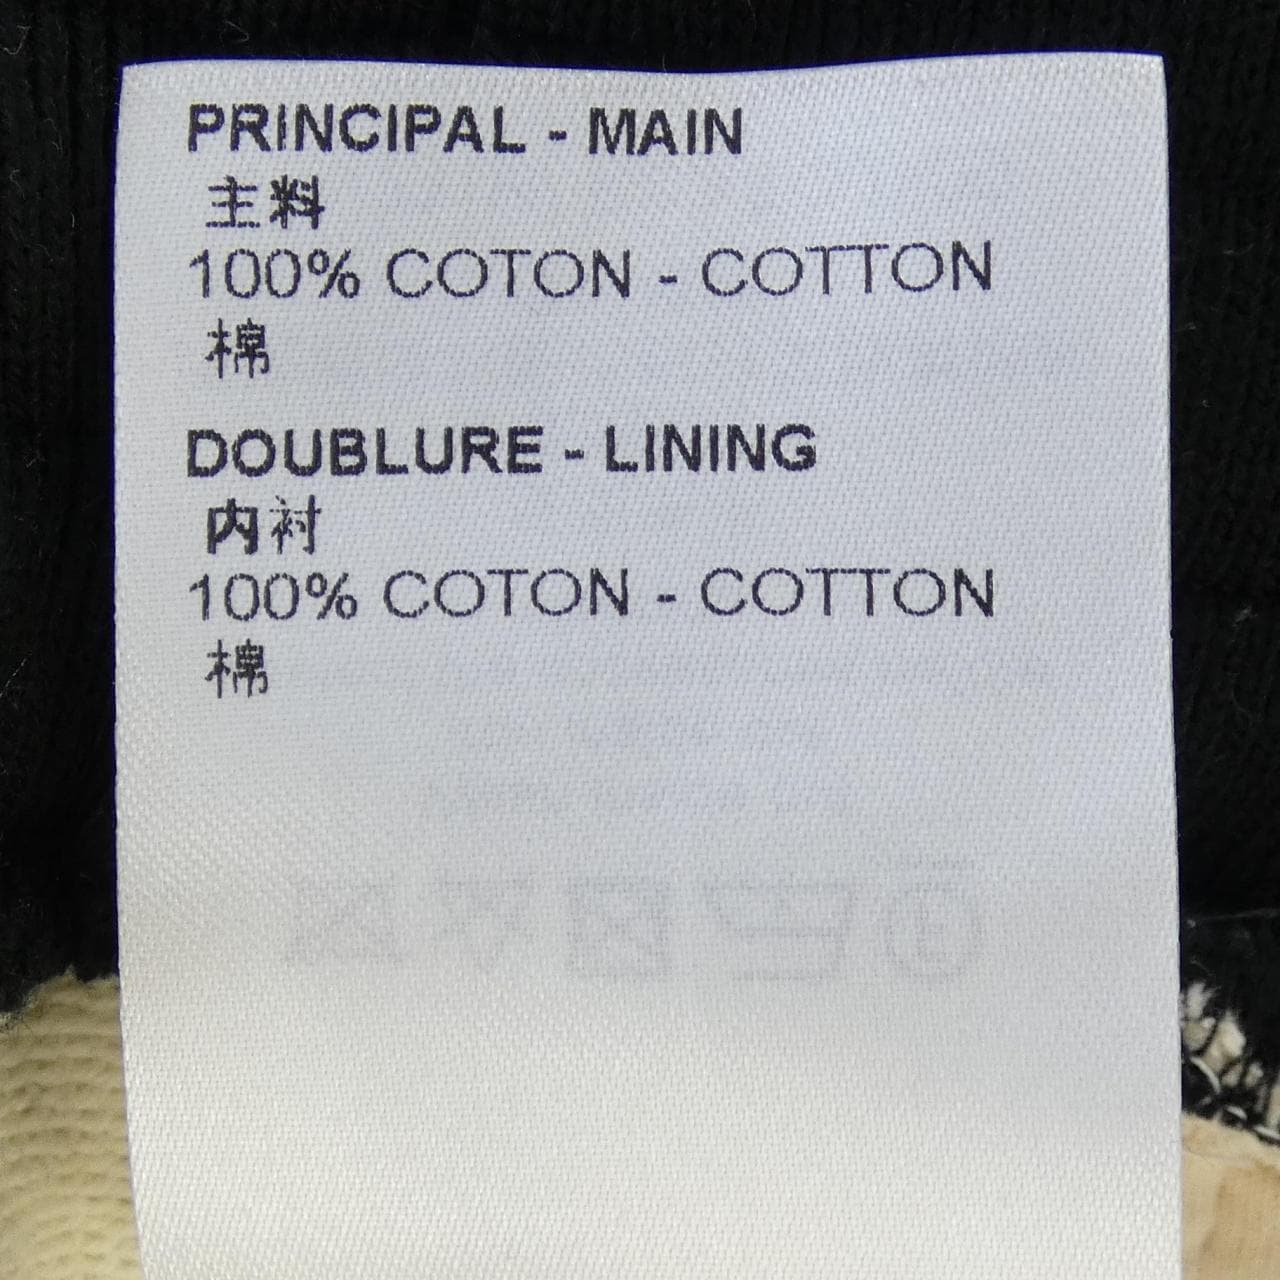 PRINCIPAL - MAIN
主料
100% COTON - COTTON
棉
DOUBLURE - LINING
内衬
100% COTON - COTTON
棉